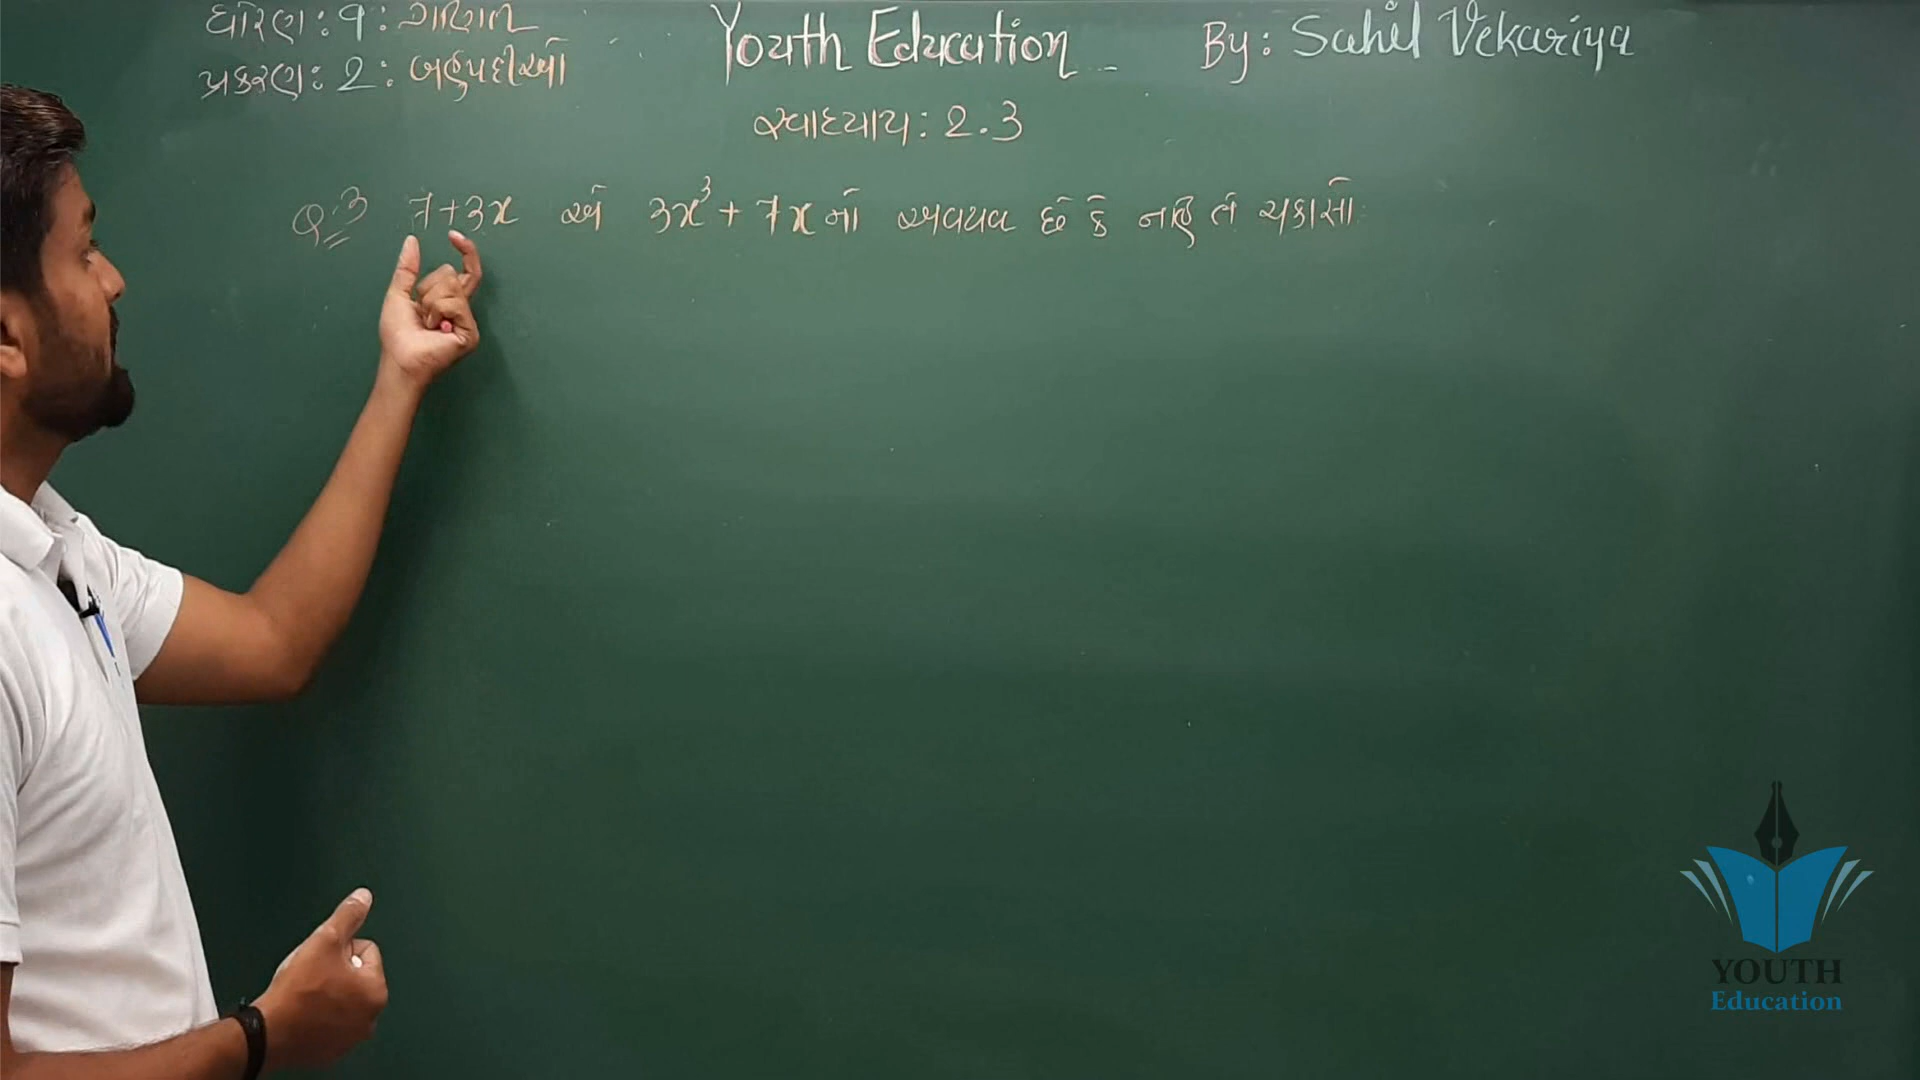 ધોરણ : 9 : ગણિત
પ્રકરણ : 2 : બહુપદીઓ
Youth Education
By : Sahil Vekariya
સ્વાધ્યાય : 2.3
Q.3 7+3x એ 3x³ + 7x નો અવયવ છે કે નહિ તે ચકાસો.
YOUTH
Education